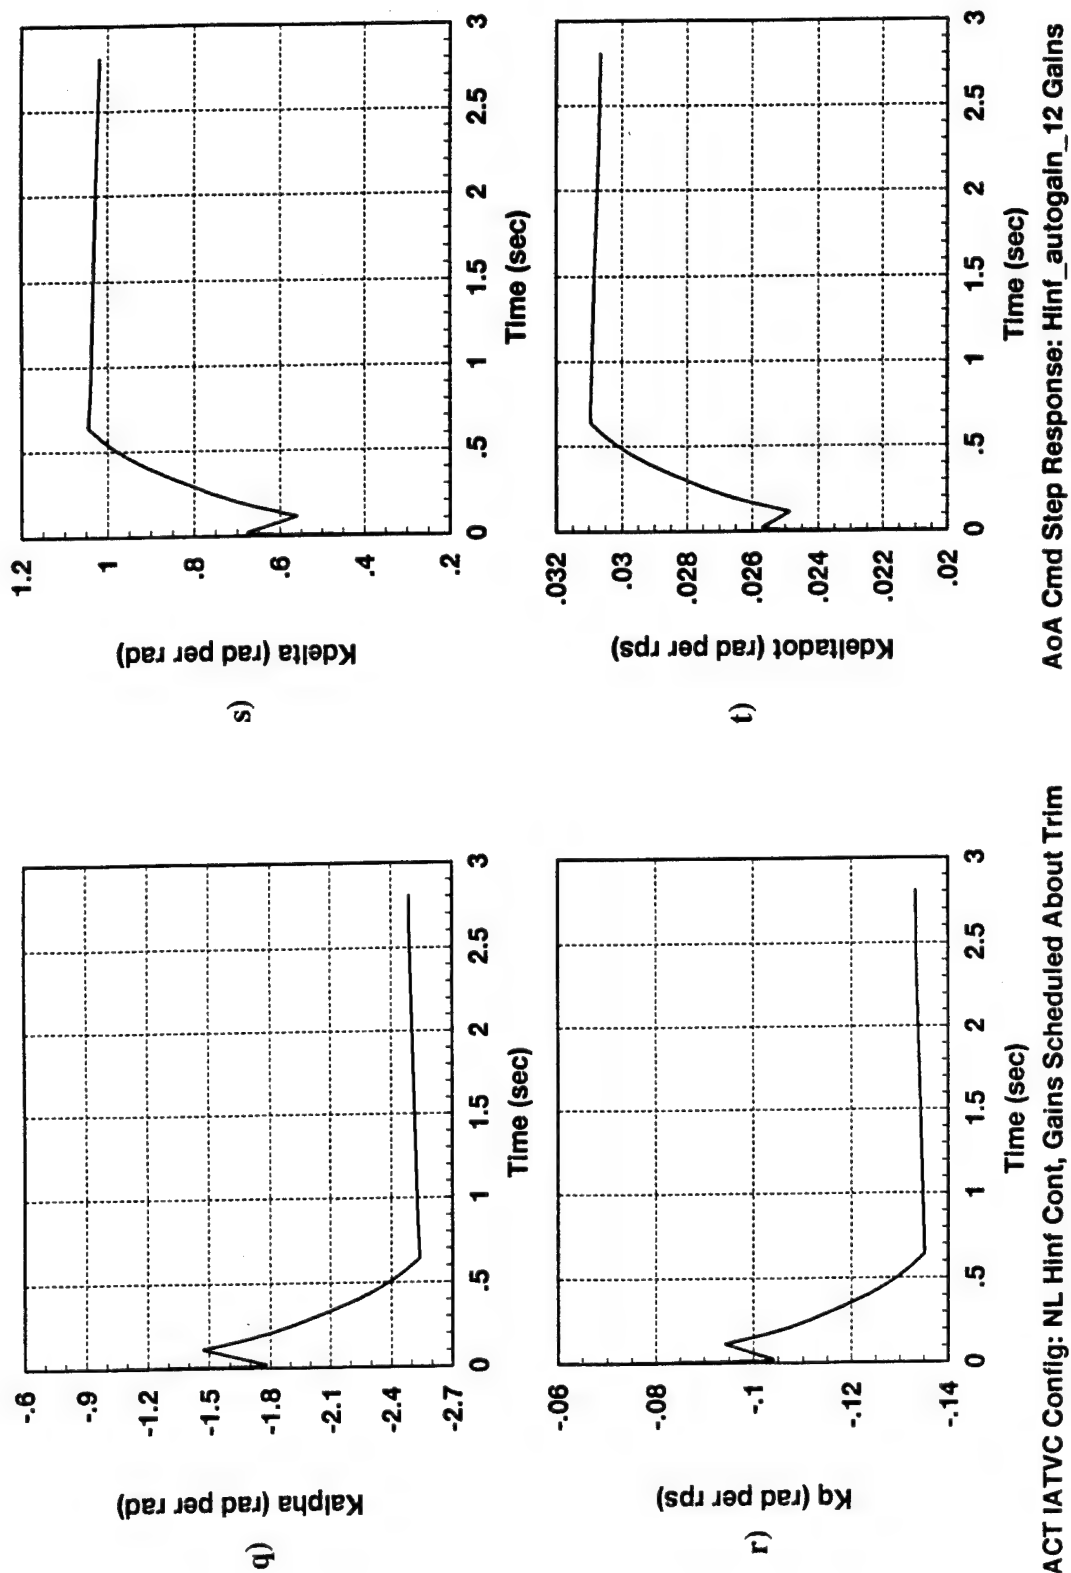 q)
Kalpha (rad per rad)
-.6
-.9
-1.2
-1.5
-1.8
-2.1
-2.4
-2.7
0 .5 1 1.5 2 2.5 3
Time (sec)
s)
Kdelta (rad per rad)
1.2
1
.8
.6
.4
.2
0 .5 1 1.5 2 2.5 3
Time (sec)
r)
Kq (rad per rps)
-.06
-.08
-.1
-.12
-.14
0 .5 1 1.5 2 2.5 3
Time (sec)
t)
Kdeltadot (rad per rps)
.032
.03
.028
.026
.024
.022
.02
0 .5 1 1.5 2 2.5 3
Time (sec)
ACT IATVC Config: NL Hinf Cont, Gains Scheduled About Trim
AoA Cmd Step Response: Hinf_autogain_12 Gains